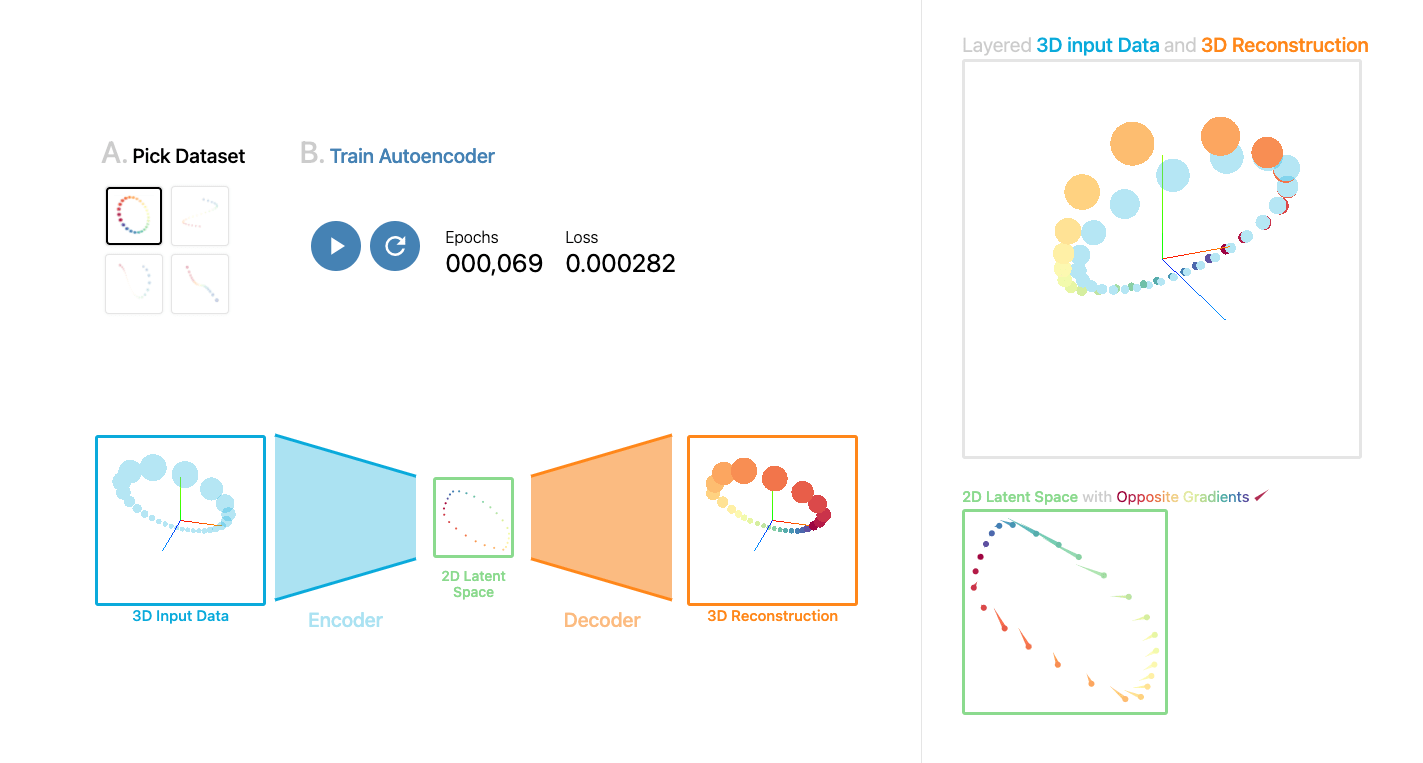 A. Pick Dataset
B. Train Autoencoder
Epochs
000,069
Loss
0.000282
3D Input Data
Encoder
2D Latent
Space
Decoder
3D Reconstruction
Layered 3D input Data and 3D Reconstruction
2D Latent Space with Opposite Gradients